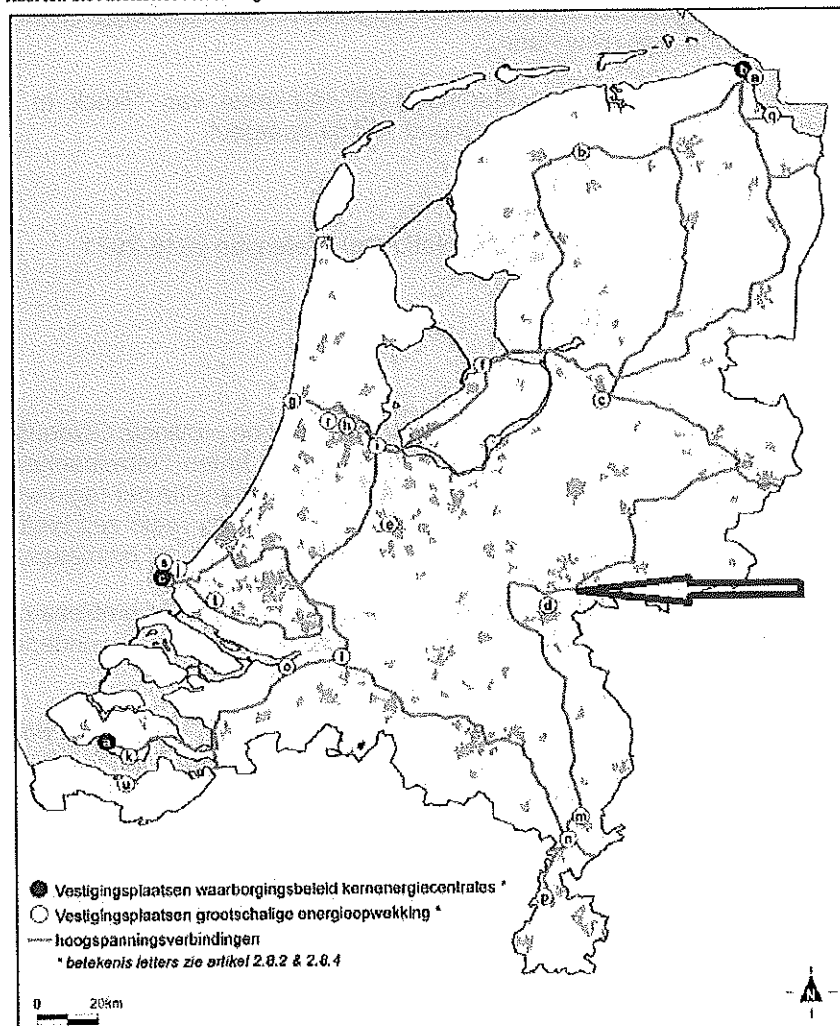 b
a
q
b
f
c
g
r
h
i
e
s
j
c
t
d
l
o
a
k
u
m
n
p
Vestigingsplaatsen waarborgingsbeleid kernenergiecentrales *
Vestigingsplaatsen grootschalige energieopwekking *
hoogspanningsverbindingen
* betekenis letters zie artikel 2.8.2 & 2.8.4
0 20km
N